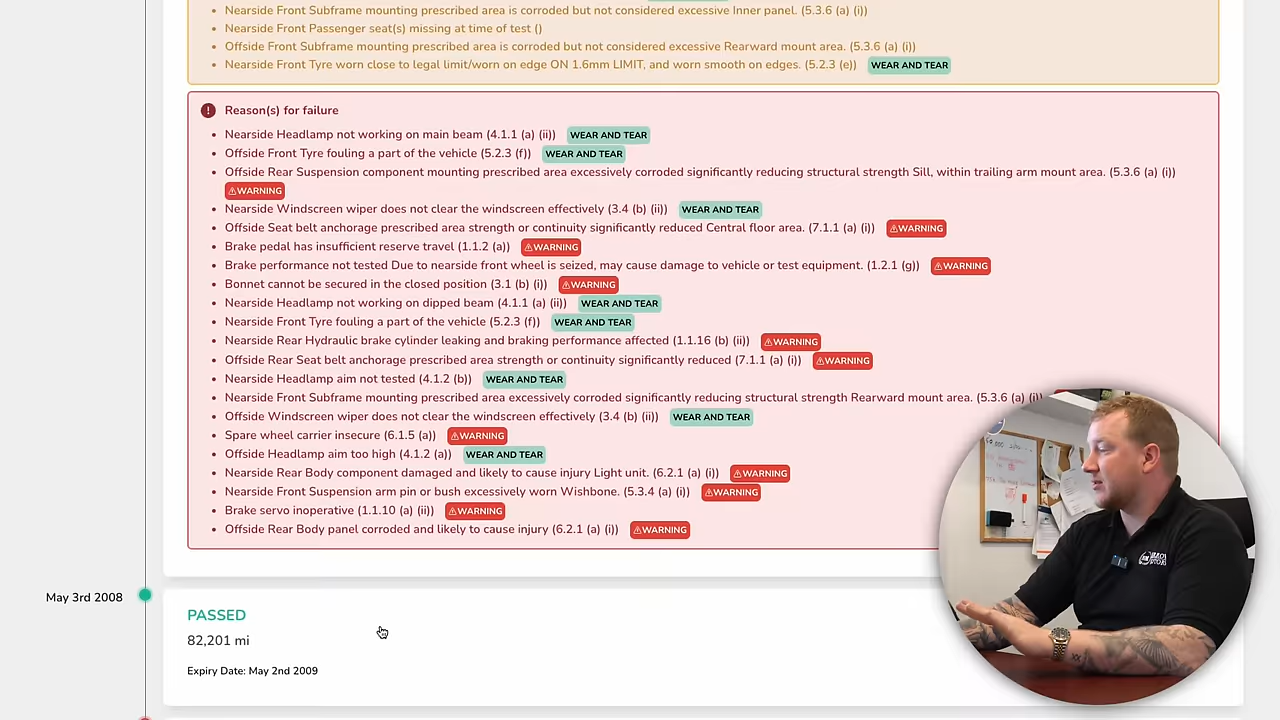 Nearside Front Subframe mounting prescribed area is corroded but not considered excessive Inner panel. (5.3.6 (a) (i))
Nearside Front Passenger seat(s) missing at time of test ()
Offside Front Subframe mounting prescribed area is corroded but not considered excessive Rearward mount area. (5.3.6 (a) (i))
Nearside Front Tyre worn close to legal limit/worn on edge ON 1.6mm LIMIT, and worn smooth on edges. (5.2.3 (e)) WEAR AND TEAR
Reason(s) for failure
Nearside Headlamp not working on main beam (4.1.1 (a) (ii)) WEAR AND TEAR
Offside Front Tyre fouling a part of the vehicle (5.2.3 (f)) WEAR AND TEAR
Offside Rear Suspension component mounting prescribed area excessively corroded significantly reducing structural strength Sill, within trailing arm mount area. (5.3.6 (a) (i))
⚠WARNING
Nearside Windscreen wiper does not clear the windscreen effectively (3.4 (b) (ii)) WEAR AND TEAR
Offside Seat belt anchorage prescribed area strength or continuity significantly reduced Central floor area. (7.1.1 (a) (i)) ⚠WARNING
Brake pedal has insufficient reserve travel (1.1.2 (a)) ⚠WARNING
Brake performance not tested Due to nearside front wheel is seized, may cause damage to vehicle or test equipment. (1.2.1 (g)) ⚠WARNING
Bonnet cannot be secured in the closed position (3.1 (b) (i)) ⚠WARNING
Nearside Headlamp not working on dipped beam (4.1.1 (a) (ii)) WEAR AND TEAR
Nearside Front Tyre fouling a part of the vehicle (5.2.3 (f)) WEAR AND TEAR
Nearside Rear Hydraulic brake cylinder leaking and braking performance affected (1.1.16 (b) (ii)) ⚠WARNING
Offside Rear Seat belt anchorage prescribed area strength or continuity significantly reduced (7.1.1 (a) (i)) ⚠WARNING
Nearside Headlamp aim not tested (4.1.2 (b)) WEAR AND TEAR
Nearside Front Subframe mounting prescribed area excessively corroded significantly reducing structural strength Rearward mount area. (5.3.6 (a) (i))
Offside Windscreen wiper does not clear the windscreen effectively (3.4 (b) (ii)) WEAR AND TEAR
Spare wheel carrier insecure (6.1.5 (a)) ⚠WARNING
Offside Headlamp aim too high (4.1.2 (a)) WEAR AND TEAR
Nearside Rear Body component damaged and likely to cause injury Light unit. (6.2.1 (a) (i)) ⚠WARNING
Nearside Front Suspension arm pin or bush excessively worn Wishbone. (5.3.4 (a) (i)) ⚠WARNING
Brake servo inoperative (1.1.10 (a) (ii)) ⚠WARNING
Offside Rear Body panel corroded and likely to cause injury (6.2.1 (a) (i)) ⚠WARNING
May 3rd 2008
PASSED
82,201 mi
Expiry Date: May 2nd 2009